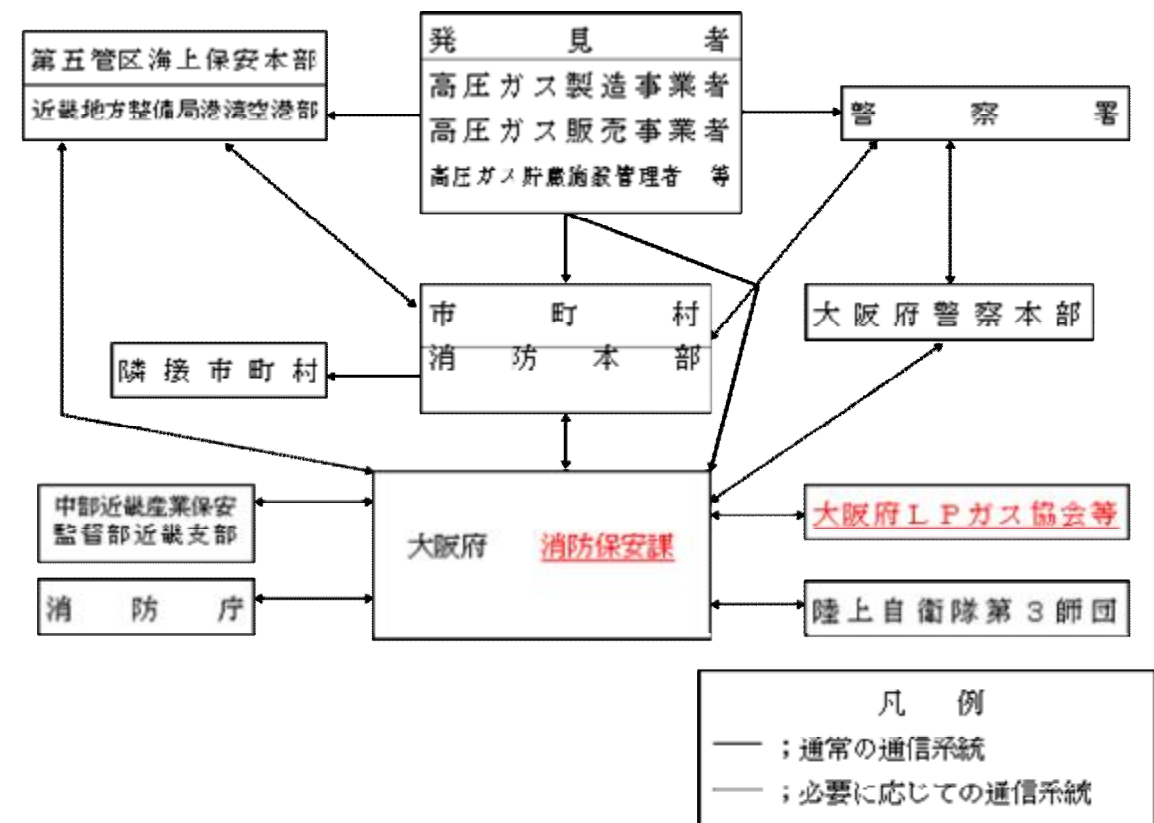 第五管区海上保安本部
近畿地方整備局港湾空港部
発見者
高圧ガス製造事業者
高圧ガス販売事業者
高圧ガス貯蔵施設管理者 等
警察署
市町村
消防本部
大阪府警察本部
隣接市町村
中部近畿産業保安
監督部近畿支部
消防庁
大阪府 消防保安課
大阪府LPガス協会等
陸上自衛隊第3師団
凡例
;通常の通信系統
;必要に応じての通信系統